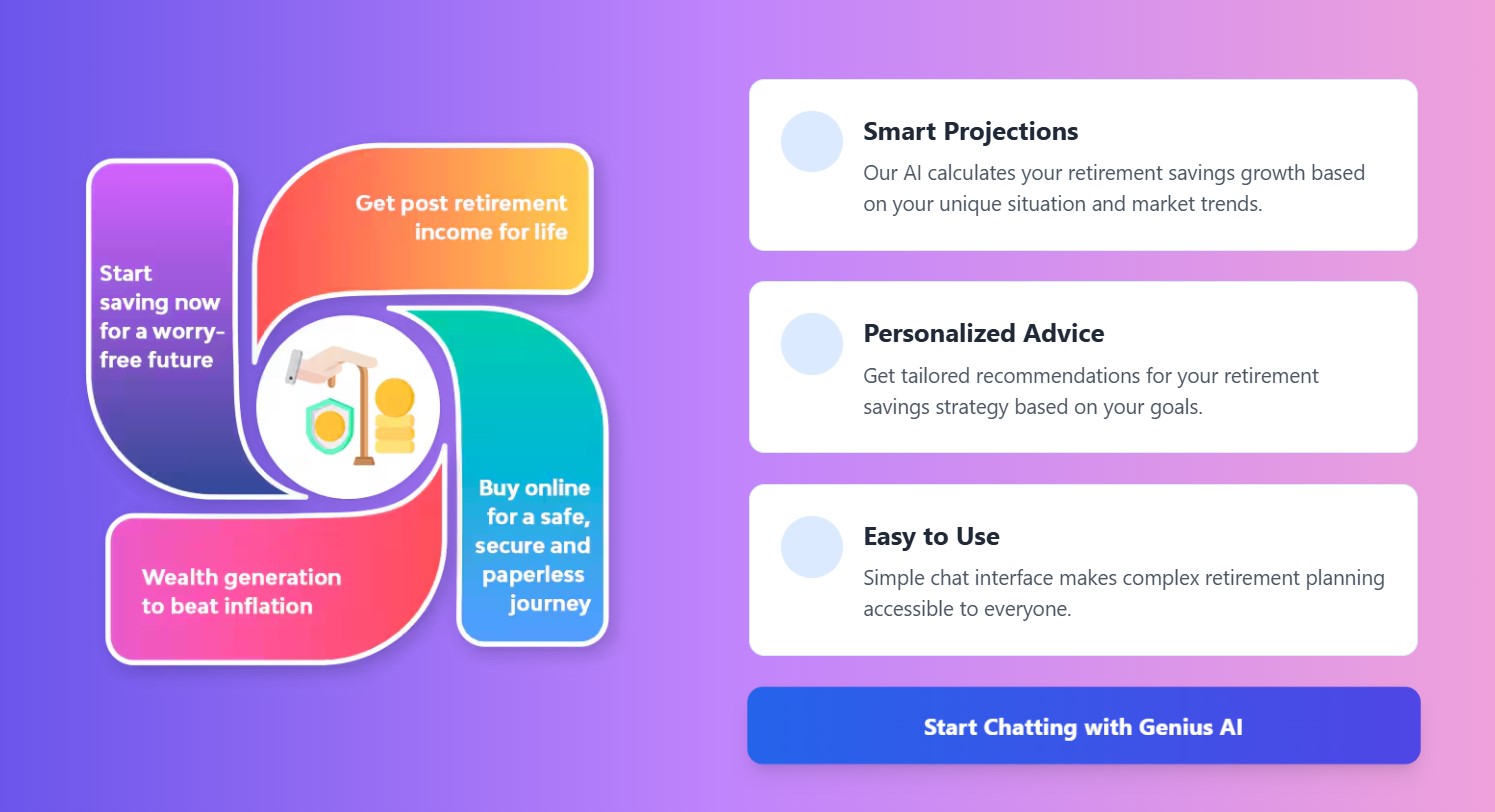 Start
saving now
for a worry-
free future
Get post retirement
income for life
Buy online
for a safe,
secure and
paperless
journey
Wealth generation
to beat inflation
Smart Projections
Our AI calculates your retirement savings growth based
on your unique situation and market trends.
Personalized Advice
Get tailored recommendations for your retirement
savings strategy based on your goals.
Easy to Use
Simple chat interface makes complex retirement planning
accessible to everyone.
Start Chatting with Genius AI